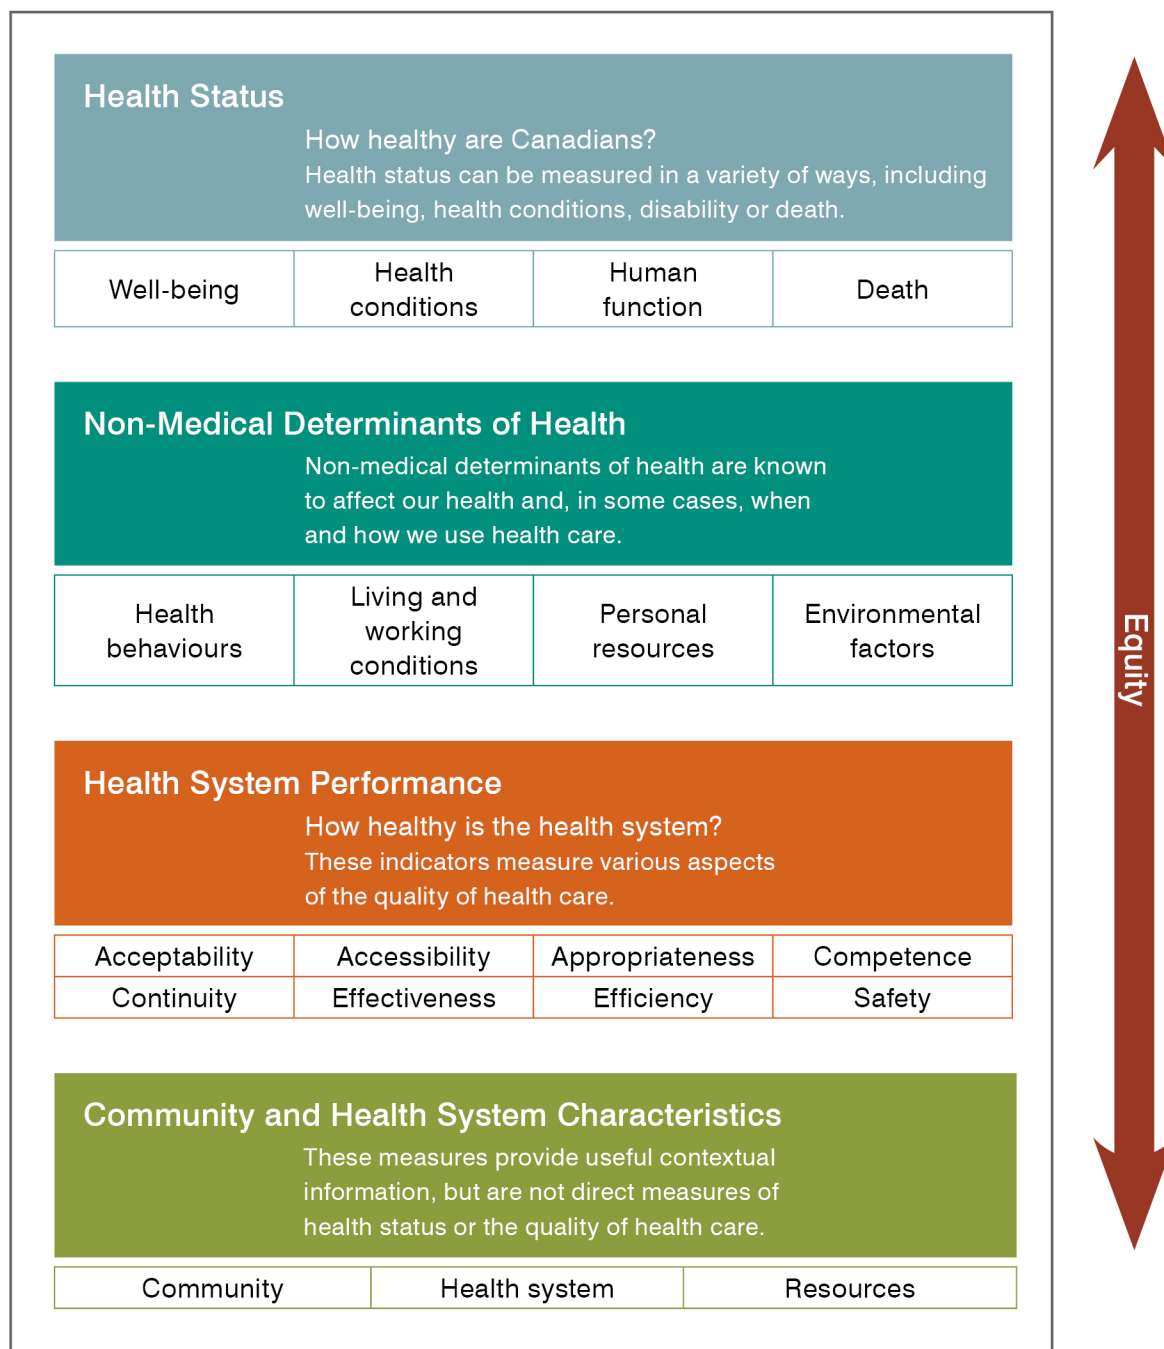 Health Status
How healthy are Canadians?
Health status can be measured in a variety of ways, including
well-being, health conditions, disability or death.
Well-being
Health
conditions
Human
function
Death
Non-Medical Determinants of Health
Non-medical determinants of health are known
to affect our health and, in some cases, when
and how we use health care.
Health
behaviours
Living and
working
conditions
Personal
resources
Environmental
factors
Health System Performance
How healthy is the health system?
These indicators measure various aspects
of the quality of health care.
Acceptability
Accessibility
Appropriateness
Competence
Continuity
Effectiveness
Efficiency
Safety
Community and Health System Characteristics
These measures provide useful contextual
information, but are not direct measures of
health status or the quality of health care.
Community
Health system
Resources
Equity